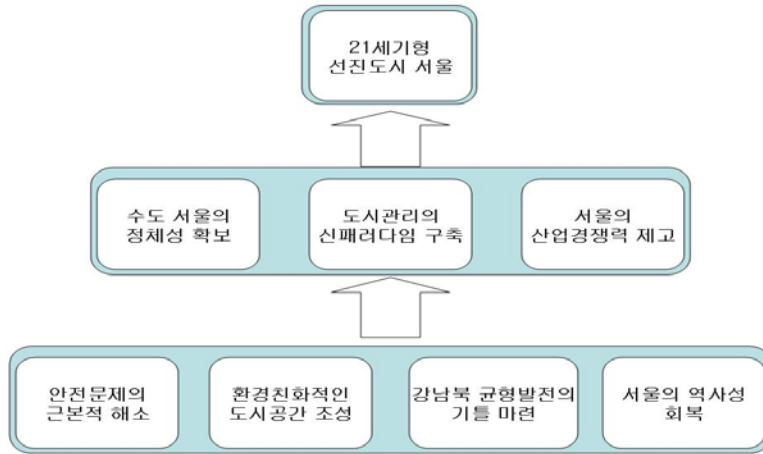 21세기형
선진도시 서울
수도 서울의
정체성 확보
도시관리의
신패러다임 구축
서울의
산업경쟁력 제고
안전문제의
근본적 해소
환경친화적인
도시공간 조성
강남북 균형발전의
기틀 마련
서울의 역사성
회복